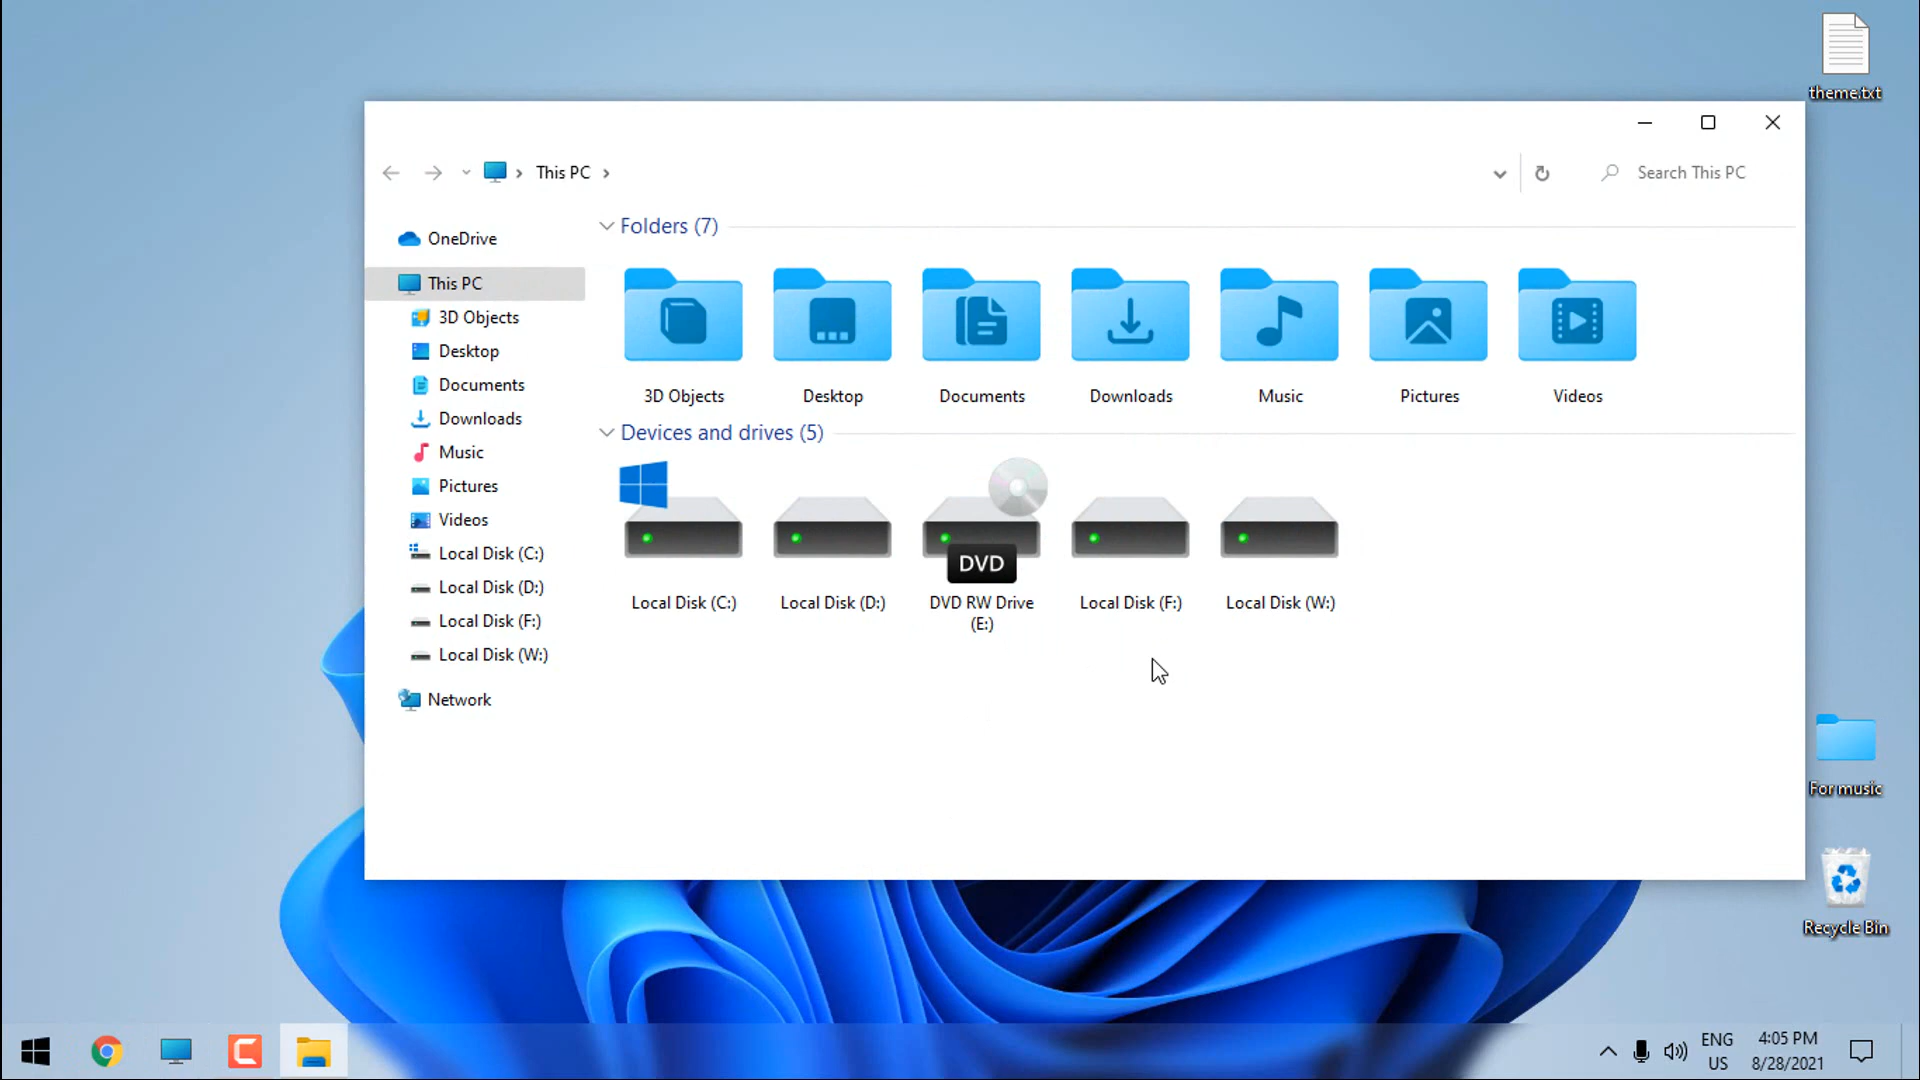 theme.txt
This PC
Search This PC
OneDrive
This PC
3D Objects
Desktop
Documents
Downloads
Music
Pictures
Videos
Local Disk (C:)
Local Disk (D:)
Local Disk (F:)
Local Disk (W:)
Network
Folders (7)
3D Objects
Desktop
Documents
Downloads
Music
Pictures
Videos
Devices and drives (5)
DVD
Local Disk (C:)
Local Disk (D:)
DVD RW Drive
(E:)
Local Disk (F:)
Local Disk (W:)
For music
Recycle Bin
ENG
US
4:05 PM
8/28/2021